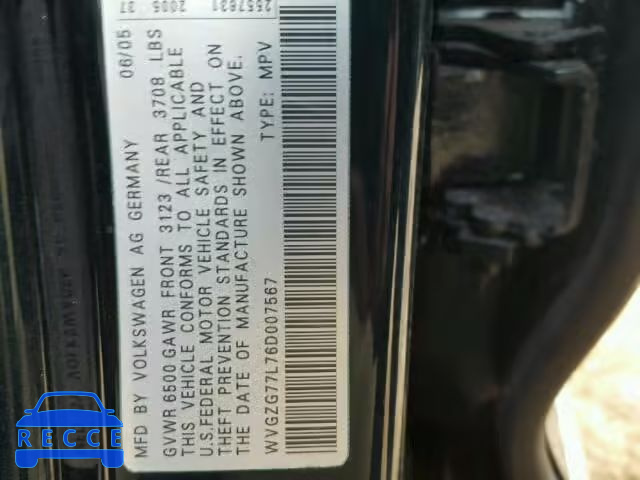 MFD BY VOLKSWAGEN AG GERMANY 06/05
GVWR 6500 GAWR FRONT 3123 /REAR 3708 LBS
THIS VEHICLE CONFORMS TO ALL APPLICABLE
U.S.FEDERAL MOTOR VEHICLE SAFETY AND
THEFT PREVENTION STANDARDS IN EFFECT ON
THE DATE OF MANUFACTURE SHOWN ABOVE.
WVGZG77L76D007567 TYPE: MPV
RECCE